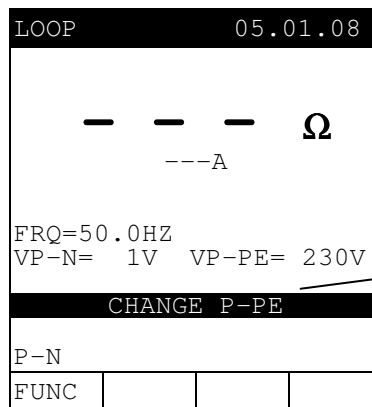 LOOP 05.01.08
– – – Ω
---A
FRQ=50.0HZ
VP-N= 1V VP-PE= 230V
CHANGE P-PE
P-N
FUNC